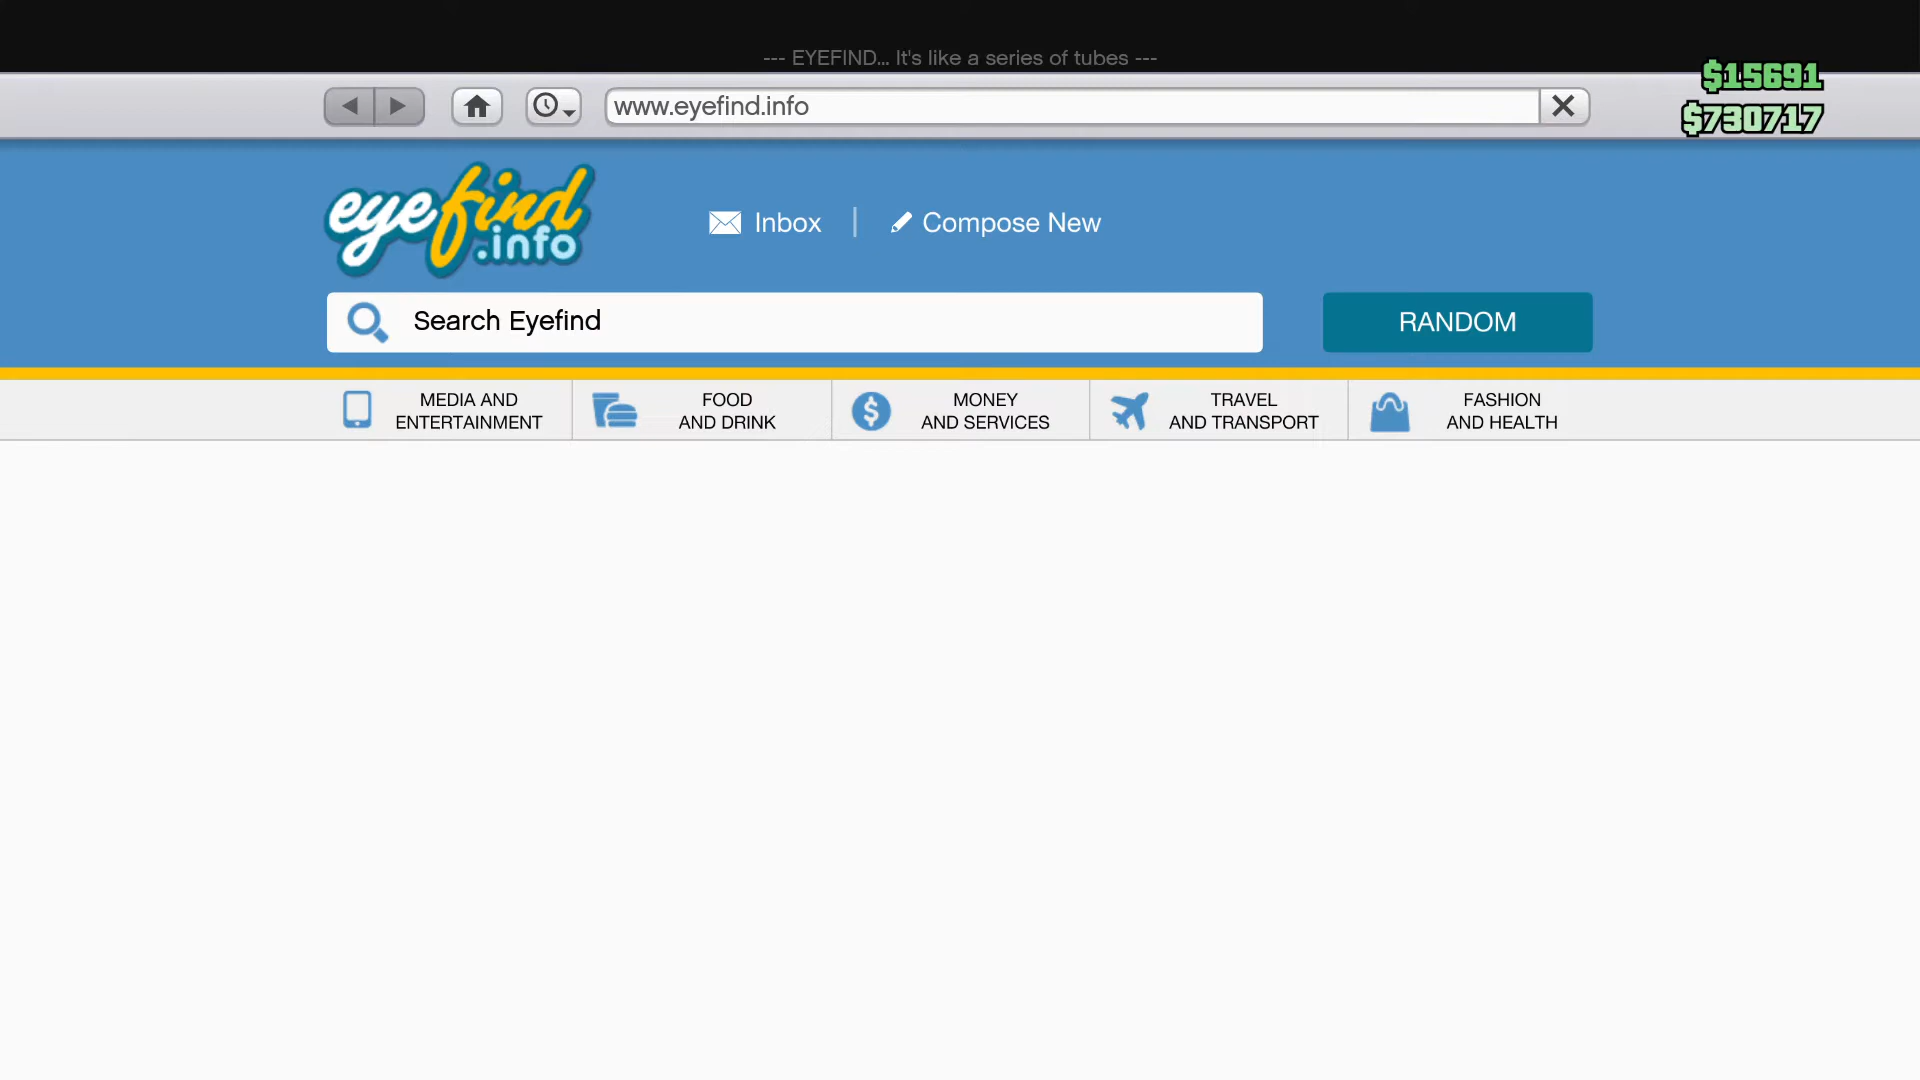 --- EYEFIND... It's like a series of tubes ---
www.eyefind.info
$15691
$730717
eyefind
.info
Inbox
Compose New
Search Eyefind
RANDOM
MEDIA AND
ENTERTAINMENT
FOOD
AND DRINK
MONEY
AND SERVICES
TRAVEL
AND TRANSPORT
FASHION
AND HEALTH